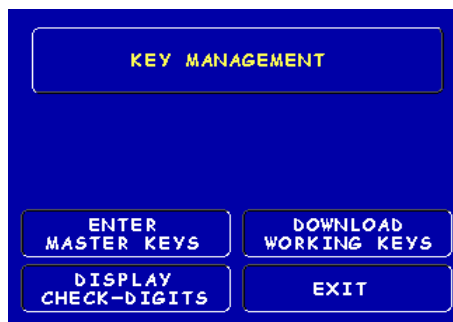 KEY MANAGEMENT
ENTER
MASTER KEYS
DOWNLOAD
WORKING KEYS
DISPLAY
CHECK-DIGITS
EXIT